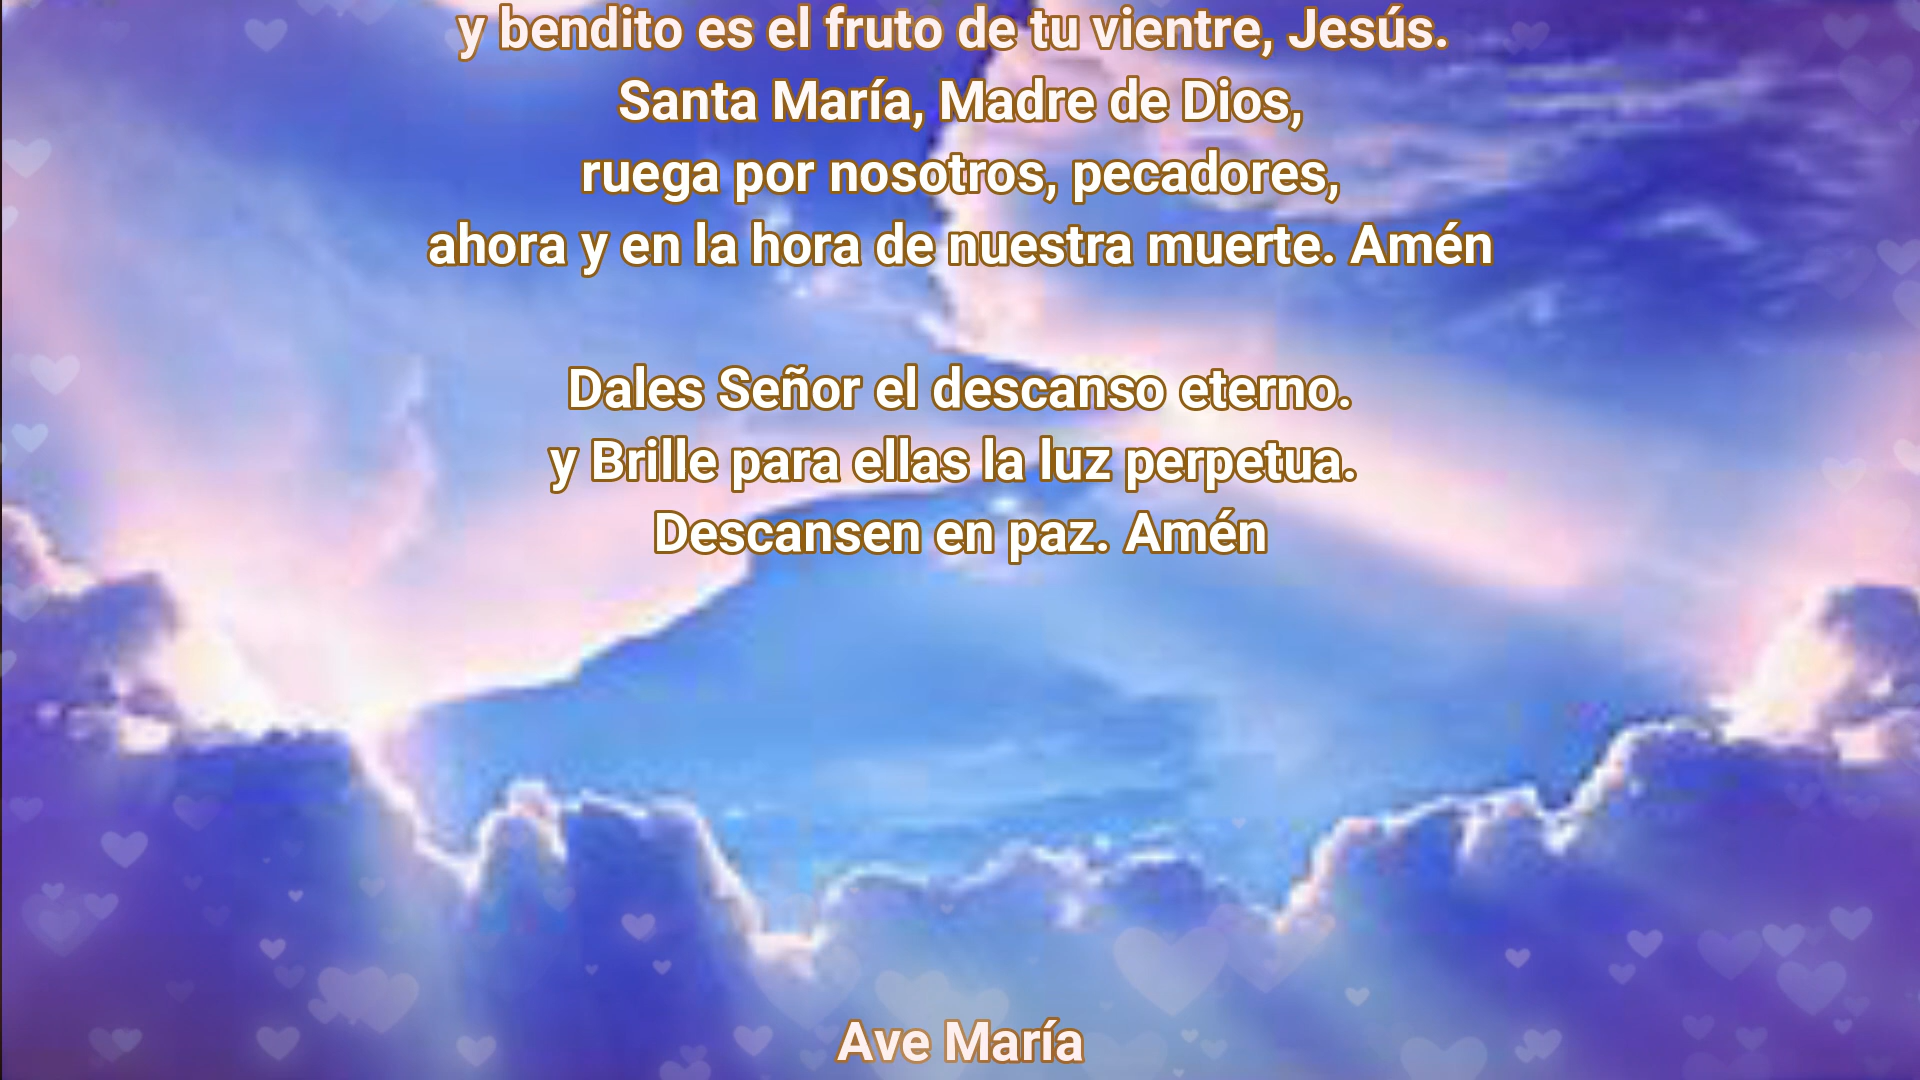 y bendito es el fruto de tu vientre, Jesús.
Santa María, Madre de Dios,
ruega por nosotros, pecadores,
ahora y en la hora de nuestra muerte. Amén
Dales Señor el descanso eterno.
y Brille para ellas la luz perpetua.
Descansen en paz. Amén
Ave María